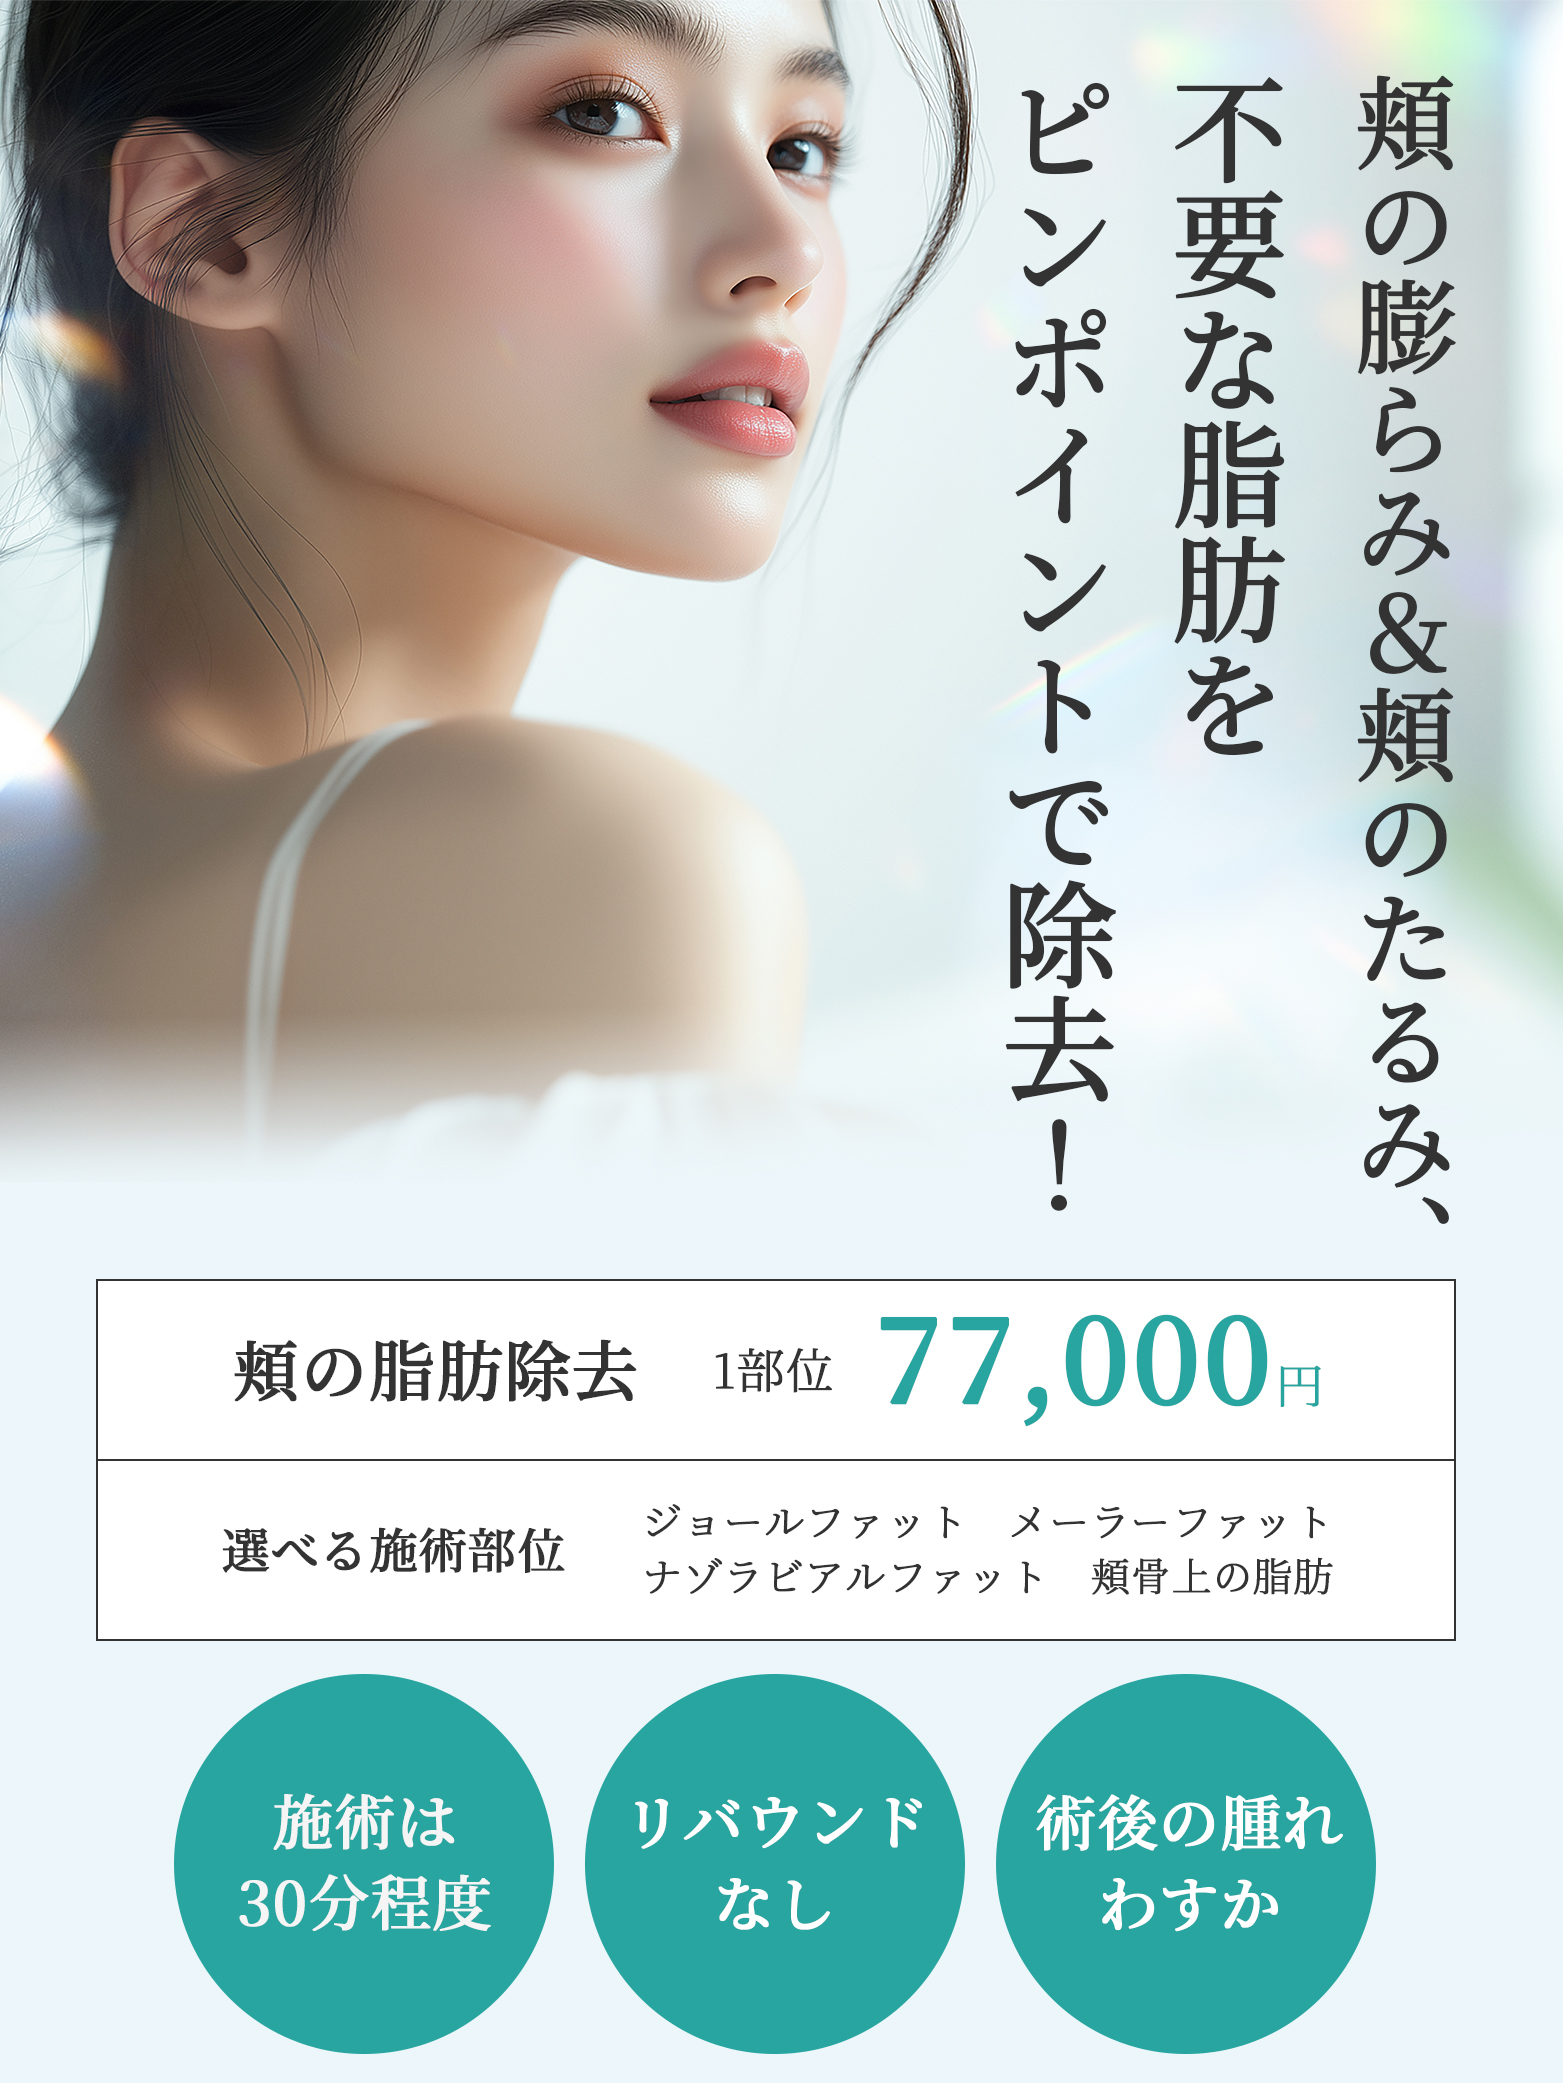 頬の膨らみ&頬のたるみ、
不要な脂肪を
ピンポイントで除去！
頬の脂肪除去 1部位 77,000円
選べる施術部位
ジョールファット メーラーファット
ナゾラビアルファット 頬骨上の脂肪
施術は
30分程度
リバウンド
なし
術後の腫れ
わずか